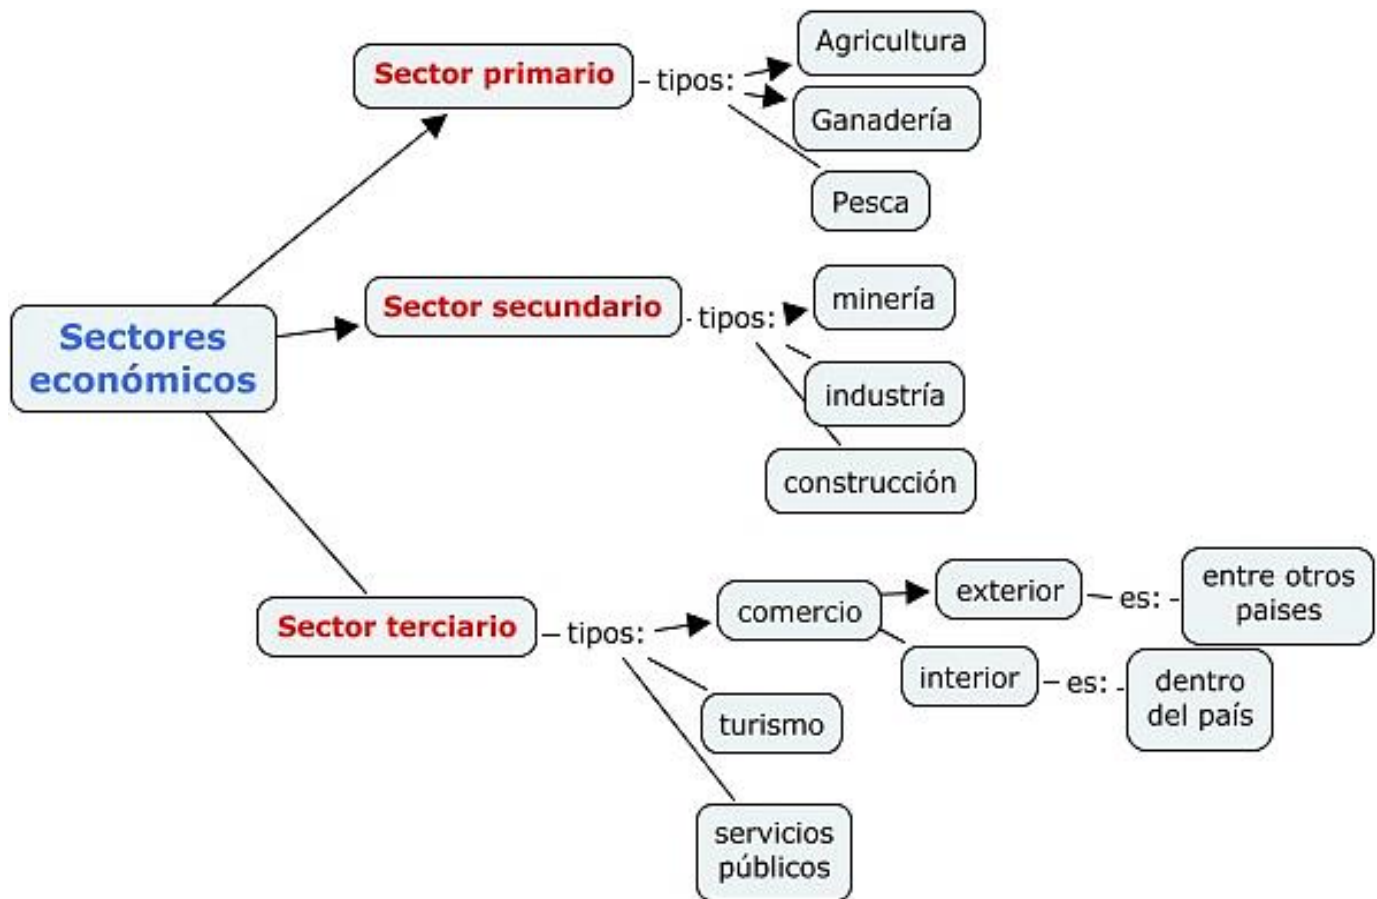 Sectores
económicos
Sector primario
tipos:
Agricultura
Ganadería
Pesca
Sector secundario
tipos:
minería
industría
construcción
Sector terciario
tipos:
comercio
exterior
es:
entre otros
paises
interior
es:
dentro
del país
turismo
servicios
públicos